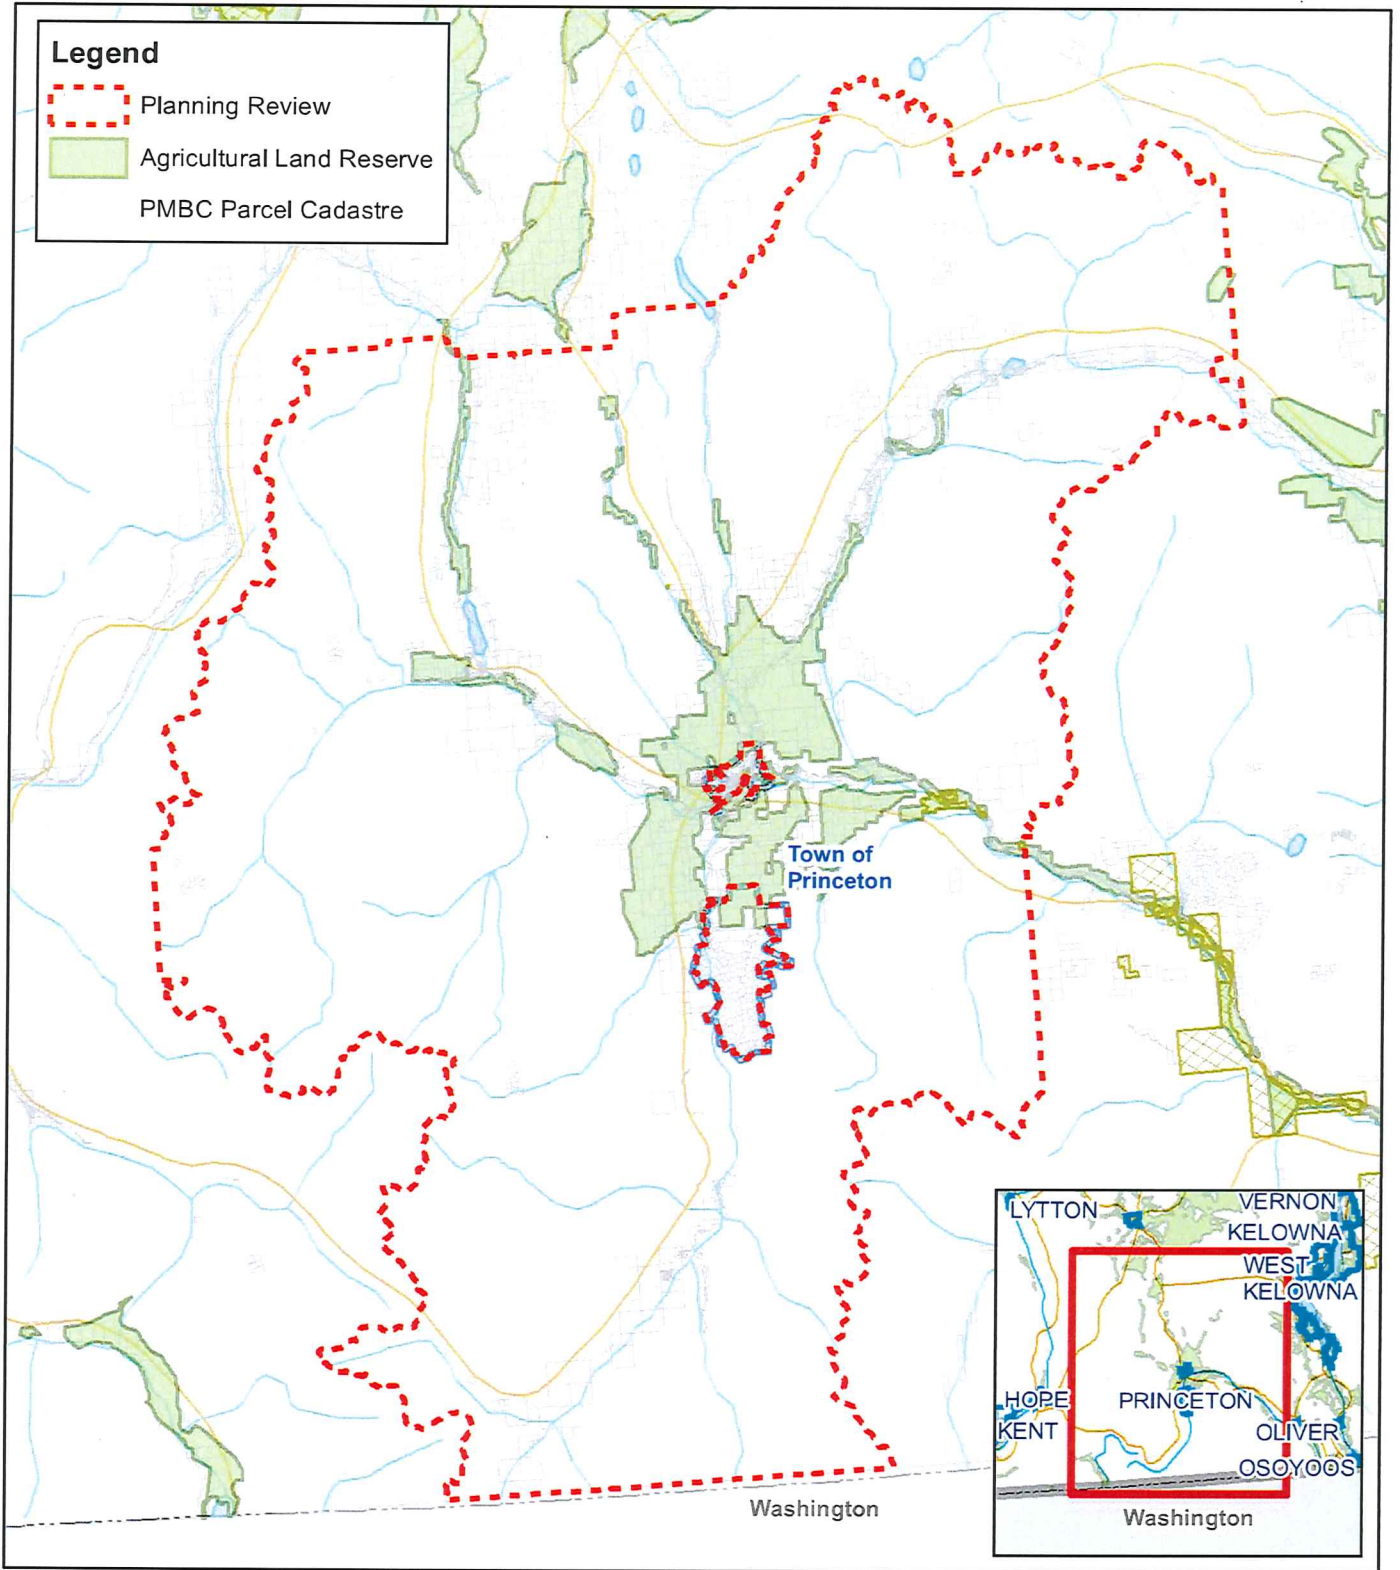 Legend
Planning Review
Agricultural Land Reserve
PMBC Parcel Cadastre
Town of
Princeton
Washington
LYTTON
VERNON
KELOWNA
WEST
KELOWNA
HOPE
KENT
PRINCETON
OLIVER
OSOYOOS
Washington